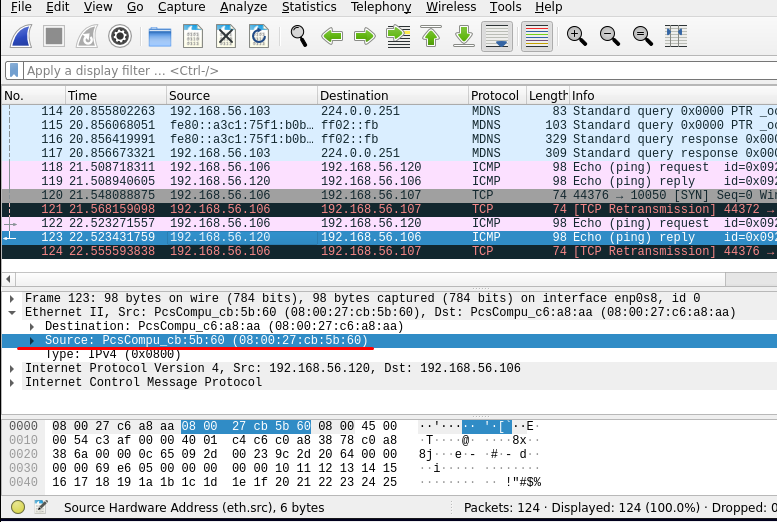 File Edit View Go Capture Analyze Statistics Telephony Wireless Tools Help
Apply a display filter … <Ctrl-/>
No. Time Source Destination Protocol Length Info
114 20.855802263 192.168.56.103 224.0.0.251 MDNS 83 Standard query 0x0000 PTR _oc
115 20.856068051 fe80::a3c1:75f1:b0b… ff02::fb MDNS 103 Standard query 0x0000 PTR _oc
116 20.856419991 fe80::a3c1:75f1:b0b… ff02::fb MDNS 329 Standard query response 0x000
117 20.856673321 192.168.56.103 224.0.0.251 MDNS 309 Standard query response 0x000
118 21.508718311 192.168.56.106 192.168.56.120 ICMP 98 Echo (ping) request id=0x092
119 21.508940605 192.168.56.120 192.168.56.106 ICMP 98 Echo (ping) reply id=0x092
120 21.548088875 192.168.56.106 192.168.56.107 TCP 74 44376 → 10050 [SYN] Seq=0 Win
121 21.568159098 192.168.56.106 192.168.56.107 TCP 74 [TCP Retransmission] 44372 →
122 22.523271557 192.168.56.106 192.168.56.120 ICMP 98 Echo (ping) request id=0x092
123 22.523431759 192.168.56.120 192.168.56.106 ICMP 98 Echo (ping) reply id=0x092
124 22.555593838 192.168.56.106 192.168.56.107 TCP 74 [TCP Retransmission] 44376 →
Frame 123: 98 bytes on wire (784 bits), 98 bytes captured (784 bits) on interface enp0s8, id 0
Ethernet II, Src: PcsCompu_cb:5b:60 (08:00:27:cb:5b:60), Dst: PcsCompu_c6:a8:aa (08:00:27:c6:a8:aa)
Destination: PcsCompu_c6:a8:aa (08:00:27:c6:a8:aa)
Source: PcsCompu_cb:5b:60 (08:00:27:cb:5b:60)
Type: IPv4 (0x0800)
Internet Protocol Version 4, Src: 192.168.56.120, Dst: 192.168.56.106
Internet Control Message Protocol
0000 08 00 27 c6 a8 aa 08 00 27 cb 5b 60 08 00 45 00 ··'····· '·[`··E·
0010 00 54 c3 af 00 00 40 01 c4 c6 c0 a8 38 78 c0 a8 ·T····@· ····8x··
0020 38 6a 00 00 0c 65 09 2d 00 23 9c 2d 20 64 00 00 8j···e·- ·#·- d··
0030 00 00 69 e6 05 00 00 00 00 00 10 11 12 13 14 15 ··i····· ········
0040 16 17 18 19 1a 1b 1c 1d 1e 1f 20 21 22 23 24 25 ········ ·· !"#$%
Source Hardware Address (eth.src), 6 bytes Packets: 124 · Displayed: 124 (100.0%) · Dropped: 0